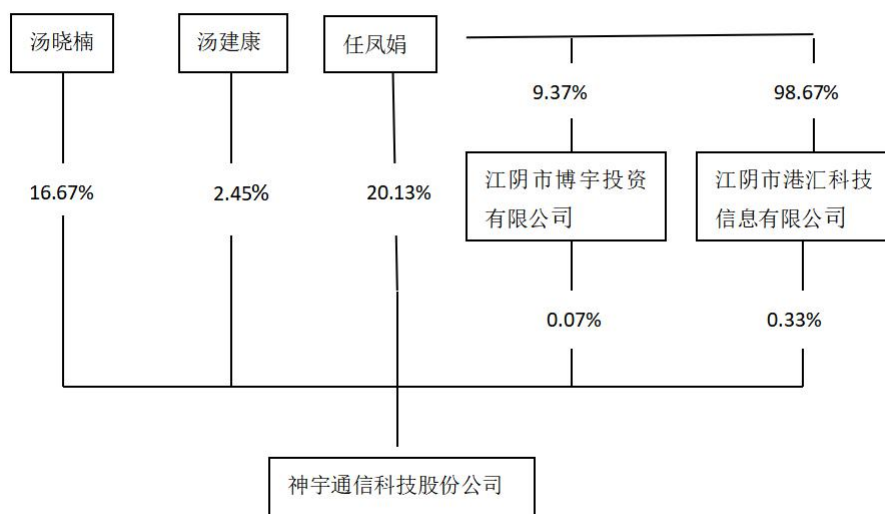 汤晓楠
汤建康
任凤娟
9.37%
98.67%
16.67%
2.45%
20.13%
江阴市博宇投资
有限公司
江阴市港汇科技
信息有限公司
0.07%
0.33%
神宇通信科技股份公司